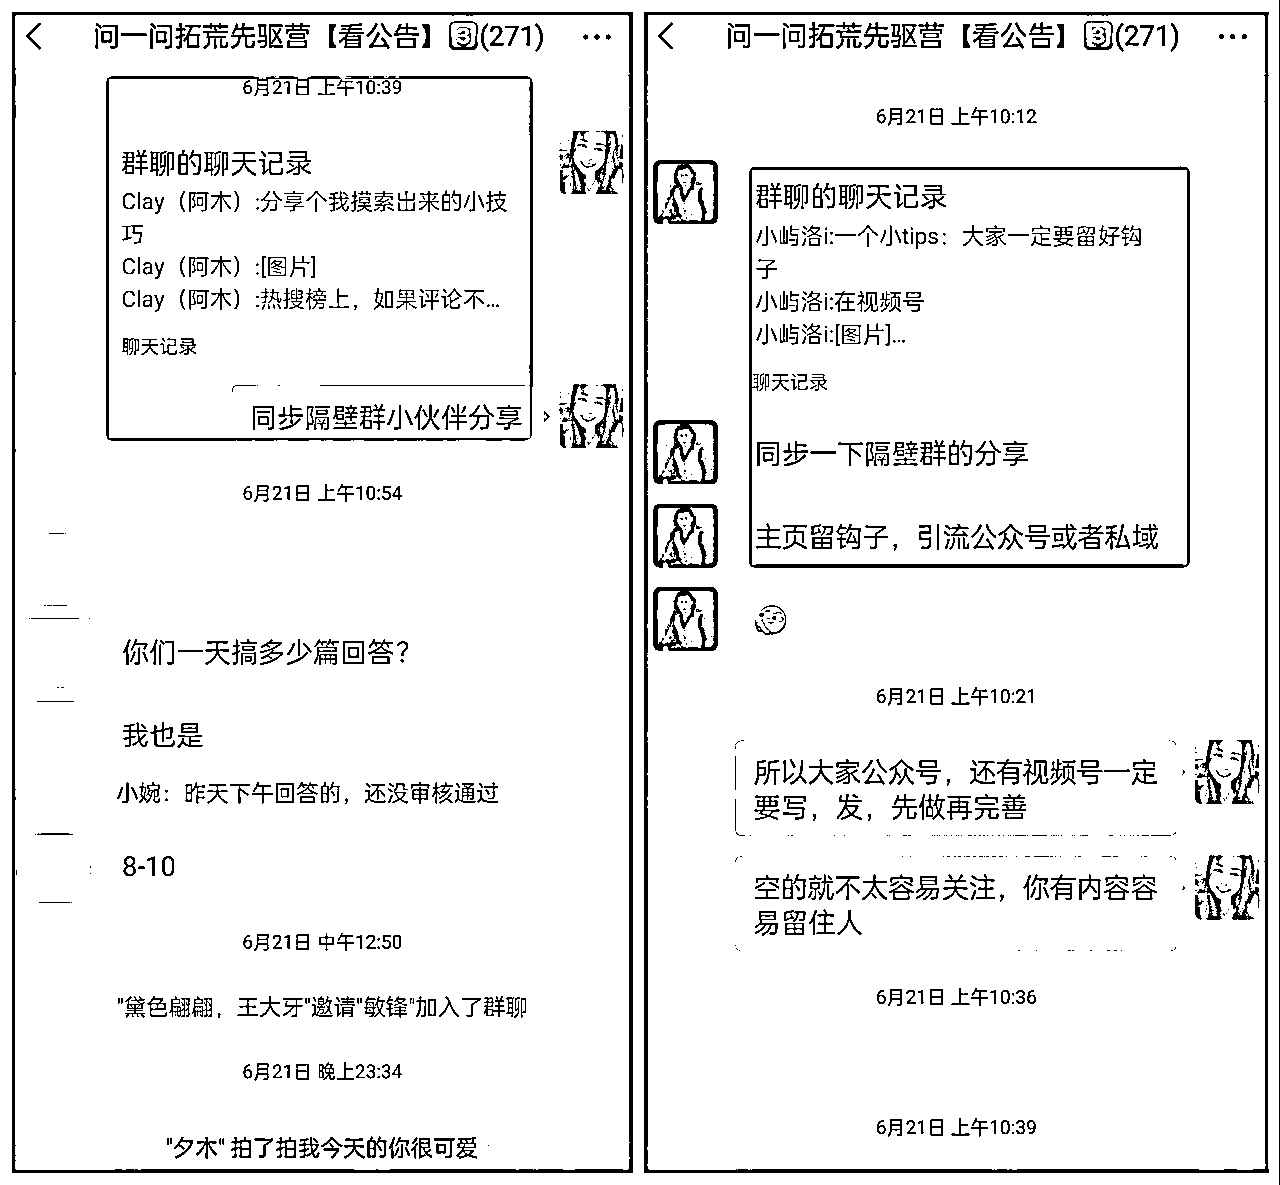 问一问拓荒先驱营【看公告】3(271)
6月21日 上午10:39
群聊的聊天记录
Clay（阿木）:分享个我摸索出来的小技
巧
Clay（阿木）:[图片]
Clay（阿木）:热搜榜上，如果评论不...
聊天记录
同步隔壁群小伙伴分享
6月21日 上午10:54
你们一天搞多少篇回答？
我也是
小婉：昨天下午回答的，还没审核通过
8-10
6月21日 中午12:50
"黛色翩翩，王大牙"邀请"敏锋"加入了群聊
6月21日 晚上23:34
"夕木" 拍了拍我今天的你很可爱
问一问拓荒先驱营【看公告】3(271)
6月21日 上午10:12
群聊的聊天记录
小屿洛i:一个小tips：大家一定要留好钩
子
小屿洛i:在视频号
小屿洛i:[图片]...
聊天记录
同步一下隔壁群的分享
主页留钩子，引流公众号或者私域
6月21日 上午10:21
所以大家公众号，还有视频号一定
要写，发，先做再完善
空的就不太容易关注，你有内容容
易留住人
6月21日 上午10:36
6月21日 上午10:39